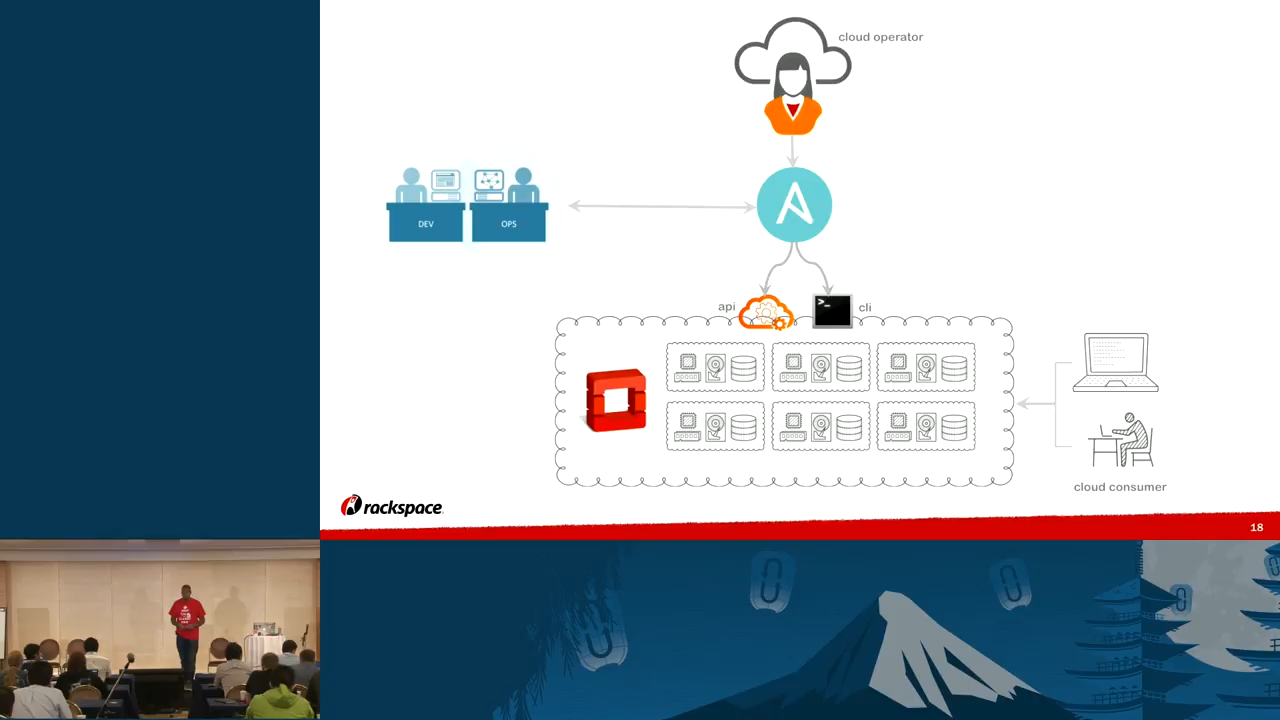 cloud operator
DEV
OPS
api
cli
cloud consumer
rackspace
18